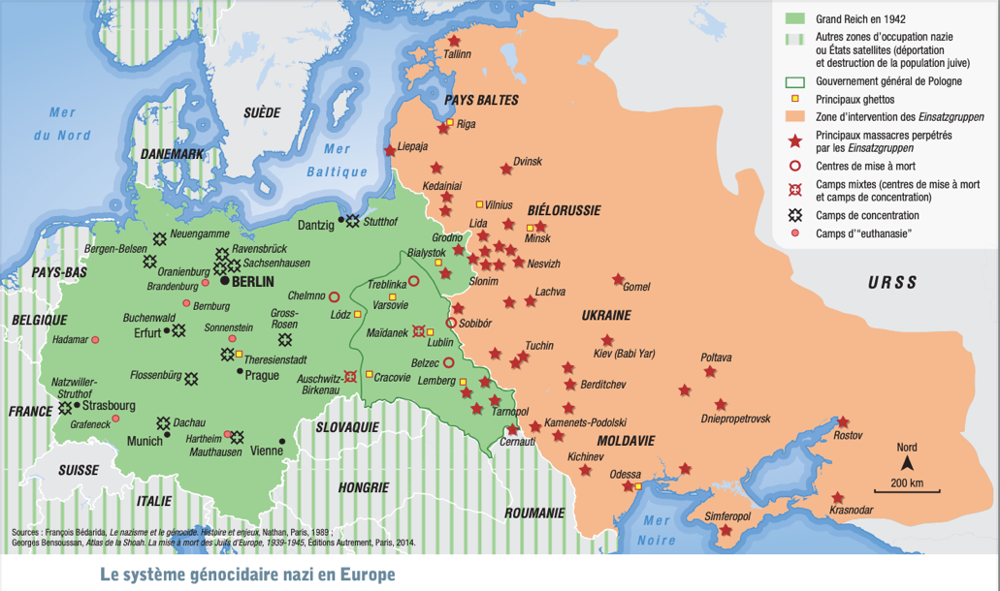 Grand Reich en 1942
Autres zones d'occupation nazie
ou États satellites (déportation
et destruction de la population juive)
Gouvernement général de Pologne
Principaux ghettos
Zone d'intervention des Einsatzgruppen
Principaux massacres perpétrés
par les Einsatzgruppen
Centres de mise à mort
Camps mixtes (centres de mise à mort
et camps de concentration)
Camps de concentration
Camps d'"euthanasie"
Mer
du Nord
SUÈDE
DANEMARK
Mer
Baltique
Tallinn
PAYS BALTES
Riga
Liepaja
Dvinsk
Kedainiai
Vilnius
BIÉLORUSSIE
Lida
Minsk
Grodno
Bialystok
Nesvizh
Slonim
Dantzig
Stutthof
Neuengamme
Bergen-Belsen
Ravensbrück
Oranienburg
Sachsenhausen
Brandenburg
BERLIN
PAYS-BAS
Treblinka
Chelmno
Varsovie
Lachva
Gomel
URSS
Bernburg
BELGIQUE
Buchenwald
Erfurt
Sonnenstein
Gross-
Rosen
Lódz
Sobibór
Maïdanek
Lublin
UKRAINE
Hadamar
Theresienstadt
Prague
Belzec
Tuchin
Kiev (Babi Yar)
Poltava
Flossenbürg
Auschwitz-
Birkenau
Cracovie
Lemberg
Berditchev
Natzwiller-
Struthof
Strasbourg
FRANCE
Grafeneck
Dachau
Munich
Hartheim
Mauthausen
Vienne
SLOVAQUIE
Tarnopol
Cernauti
Kamenets-Podolski
Dniepropetrovsk
MOLDAVIE
Rostov
Kichinev
Odessa
Nord
200 km
SUISSE
ITALIE
HONGRIE
ROUMANIE
Mer
Noire
Simferopol
Krasnodar
Sources : François Bédarida, Le nazisme et le génocide. Histoire et enjeux, Nathan, Paris, 1989 ;
Georges Bensoussan, Atlas de la Shoah. La mise à mort des Juifs d'Europe, 1939-1945, Éditions Autrement, Paris, 2014.
Le système génocidaire nazi en Europe